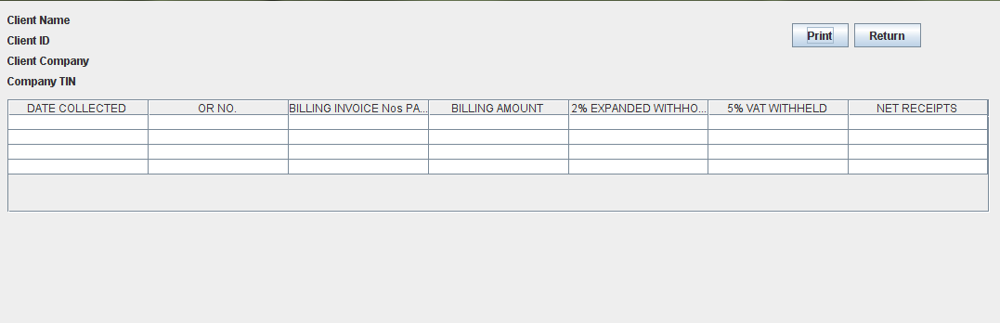 Client Name
Client ID
Client Company
Company TIN
Print Return
DATE COLLECTED OR NO. BILLING INVOICE Nos PA... BILLING AMOUNT 2% EXPANDED WITHHO... 5% VAT WITHHELD NET RECEIPTS